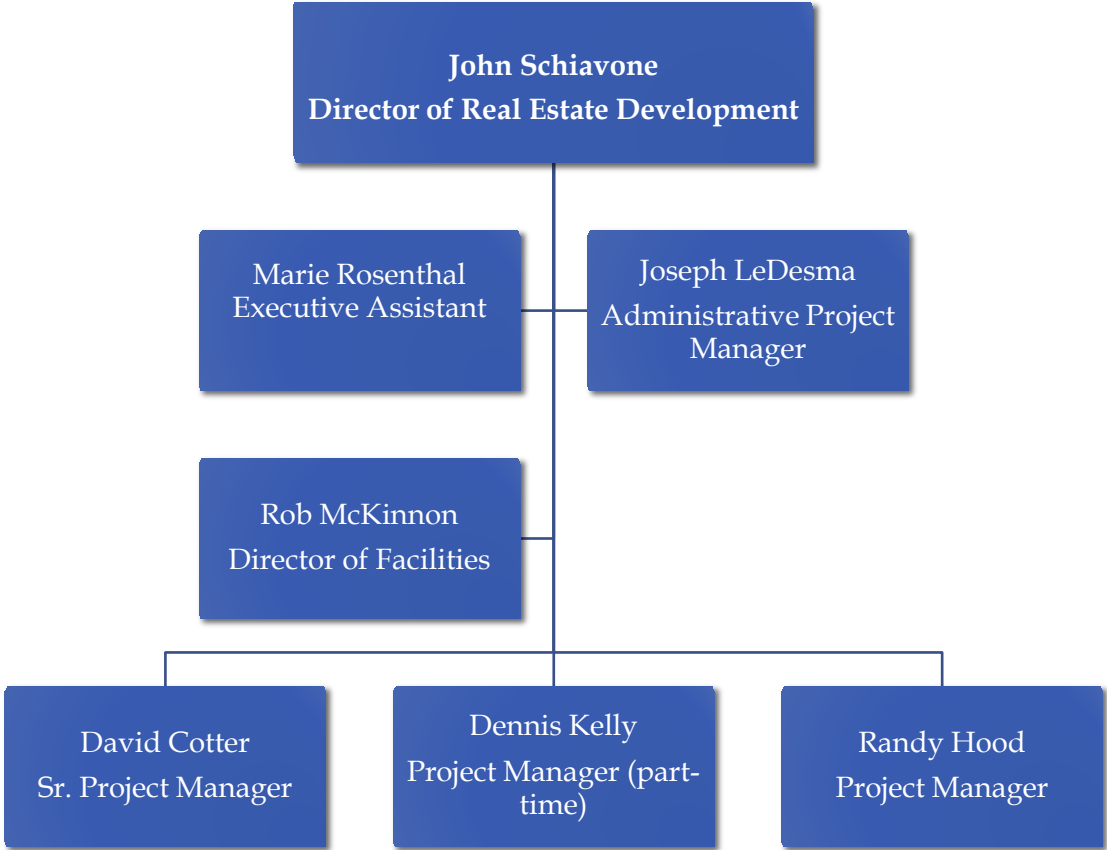 John Schiavone
Director of Real Estate Development
Marie Rosenthal
Executive Assistant
Joseph LeDesma
Administrative Project
Manager
Rob McKinnon
Director of Facilities
David Cotter
Sr. Project Manager
Dennis Kelly
Project Manager (part-
time)
Randy Hood
Project Manager